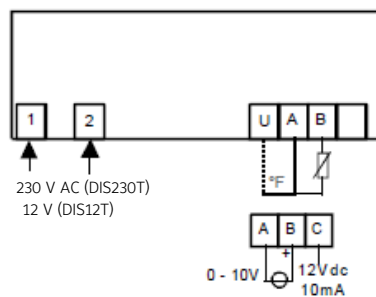 1 2 U A B
°F
230 V AC (DIS230T)
12 V (DIS12T)
A B C
+
0 - 10V 12Vdc
10mA